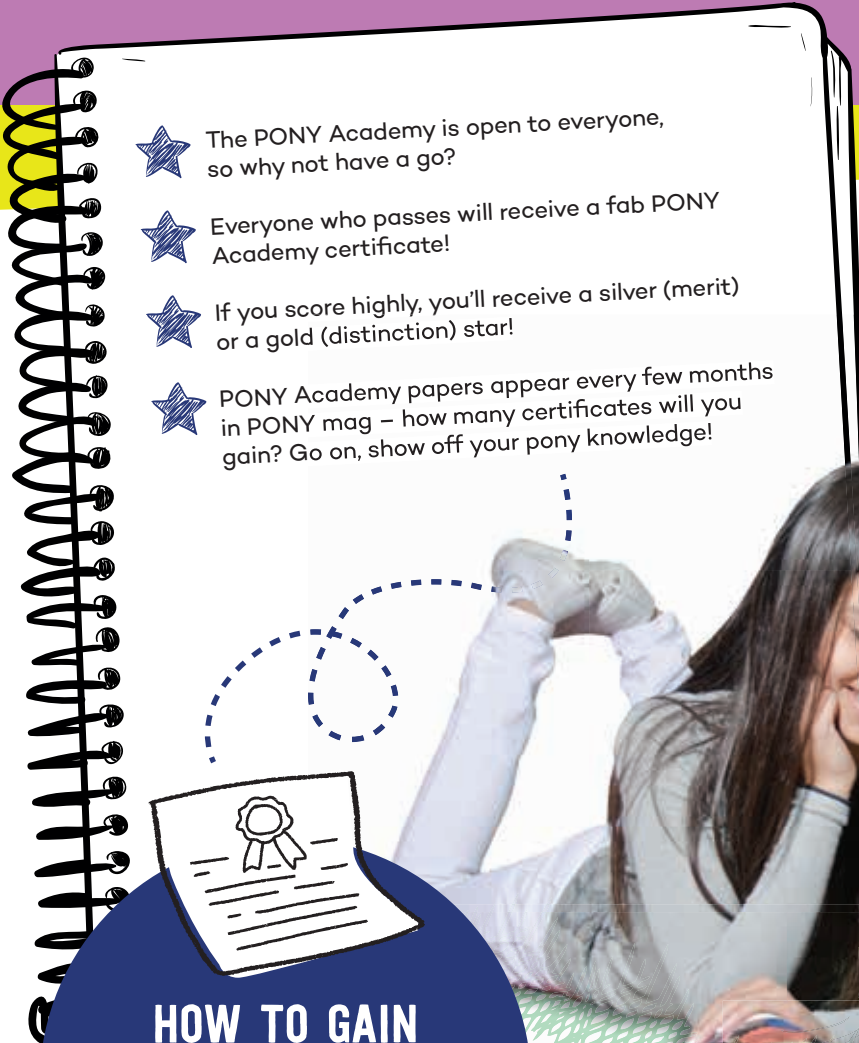 The PONY Academy is open to everyone,
so why not have a go?
Everyone who passes will receive a fab PONY
Academy certificate!
If you score highly, you’ll receive a silver (merit)
or a gold (distinction) star!
PONY Academy papers appear every few months
in PONY mag – how many certificates will you
gain? Go on, show off your pony knowledge!
HOW TO GAIN